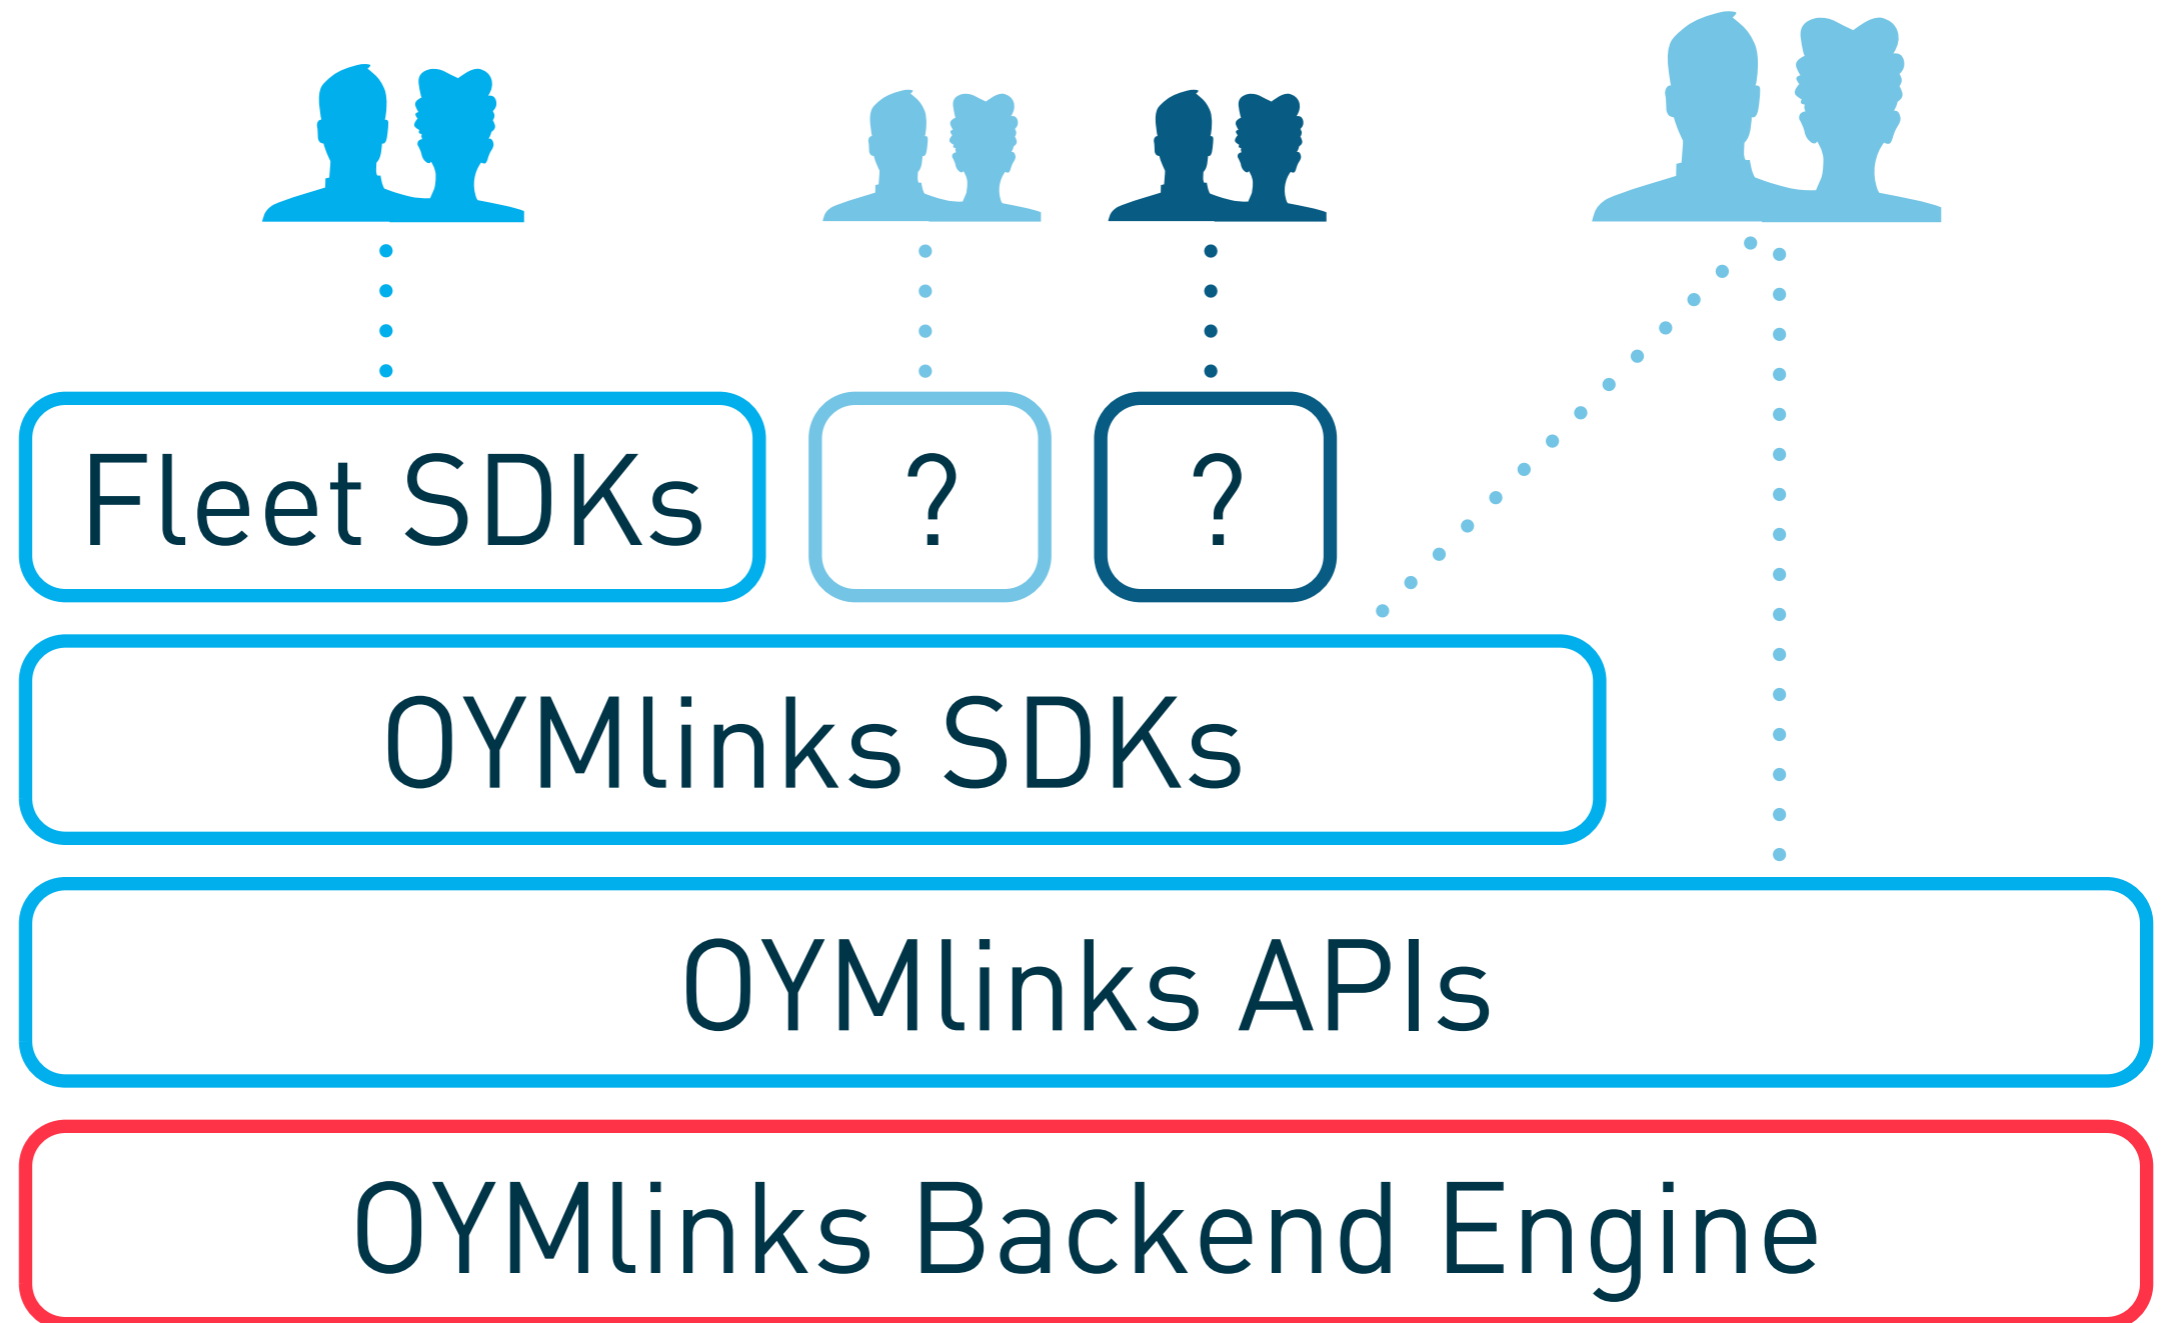 Fleet SDKs
?
?
OYMlinks SDKs
OYMlinks APIs
OYMlinks Backend Engine